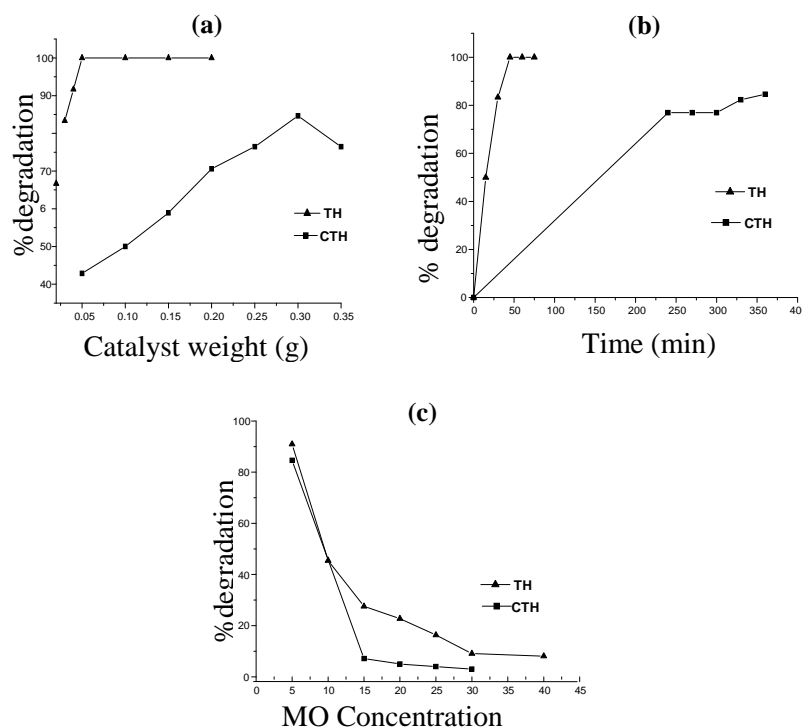 (a)
100
80
70
6
50
40
% degradation
TH
CTH
0.05 0.10 0.15 0.20 0.25 0.30 0.35
Catalyst weight (g)
(b)
100
80
60
40
20
0
% degradation
TH
CTH
0 50 100 150 200 250 300 350 40
Time (min)
(c)
100
80
60
40
20
0
% degradation
TH
CTH
0 5 10 15 20 25 30 35 40 45
MO Concentration